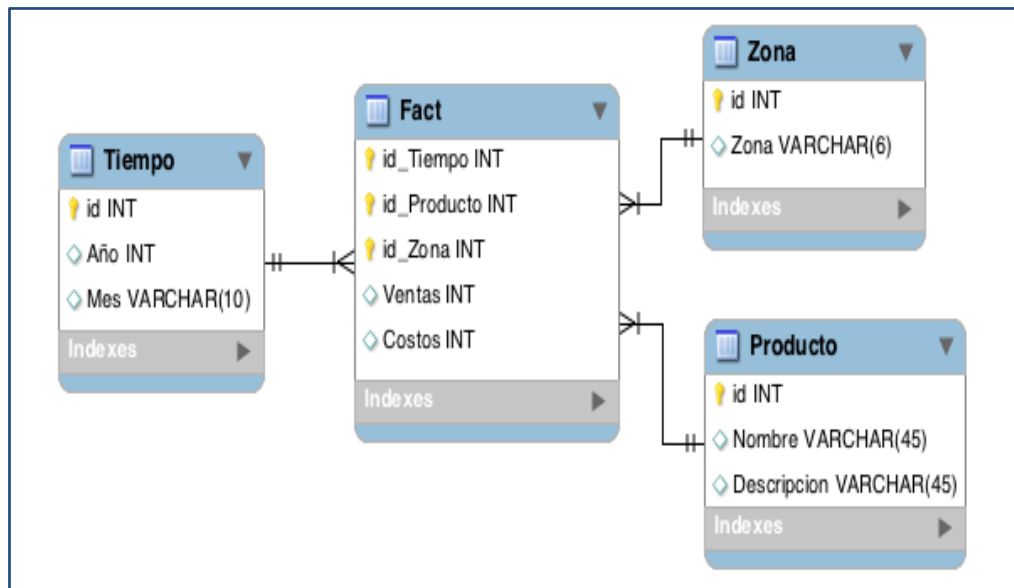 Tiempo
id INT
Año INT
Mes VARCHAR(10)
Indexes
Fact
id_Tiempo INT
id_Producto INT
id_Zona INT
Ventas INT
Costos INT
Indexes
Zona
id INT
Zona VARCHAR(6)
Indexes
Producto
id INT
Nombre VARCHAR(45)
Descripcion VARCHAR(45)
Indexes